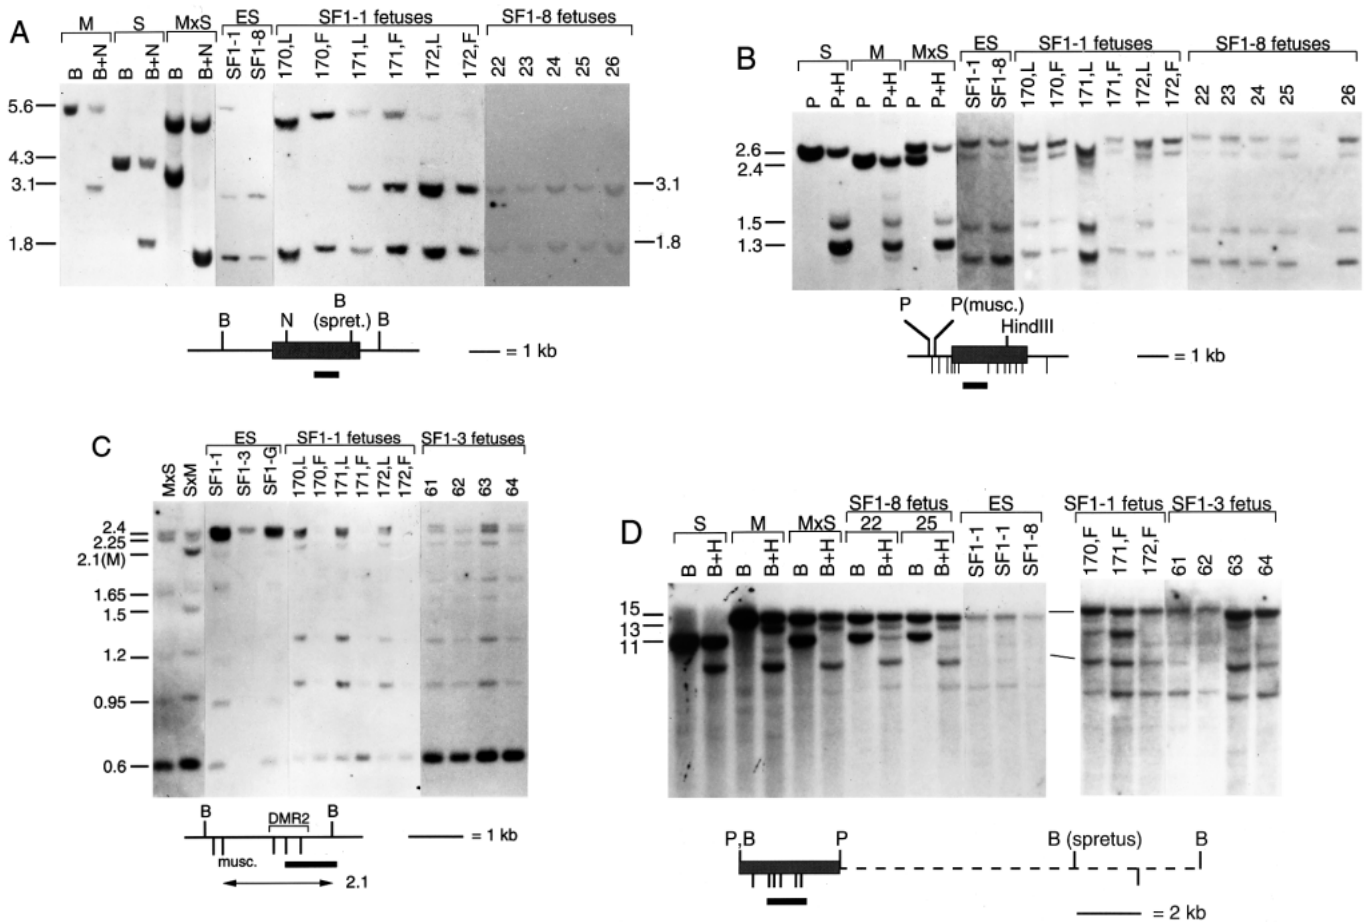 A
M S MxS ES SF1-1 fetuses SF1-8 fetuses
B B+N B B+N B B+N SF1-1 SF1-8 170,L 170,F 171,L 171,F 172,L 172,F 22 23 24 25 26
5.6
4.3
3.1 3.1
1.8 1.8
B N B (spret.) B
= 1 kb
B
S M MxS ES SF1-1 fetuses SF1-8 fetuses
P P+H P P+H P P+H SF1-1 SF1-8 170,L 170,F 171,L 171,F 172,L 172,F 22 23 24 25 26
2.6
2.4
1.5
1.3
P P(musc.)
HindIII
= 1 kb
C
ES SF1-1 fetuses SF1-3 fetuses
MxS SxM SF1-1 SF1-3 SF1-G 170,L 170,F 171,L 171,F 172,L 172,F 61 62 63 64
2.4
2.25
2.1(M)
1.65
1.5
1.2
0.95
0.6
B DMR2 B
= 1 kb
musc.
2.1
D
SF1-8 fetus
S M MxS 22 25 ES SF1-1 fetus SF1-3 fetus
B B+H B B+H B B+H B B+H B B+H SF1-1 SF1-1 SF1-8 170,F 171,F 172,F 61 62 63 64
15
13
11
P,B P B (spretus) B
= 2 kb